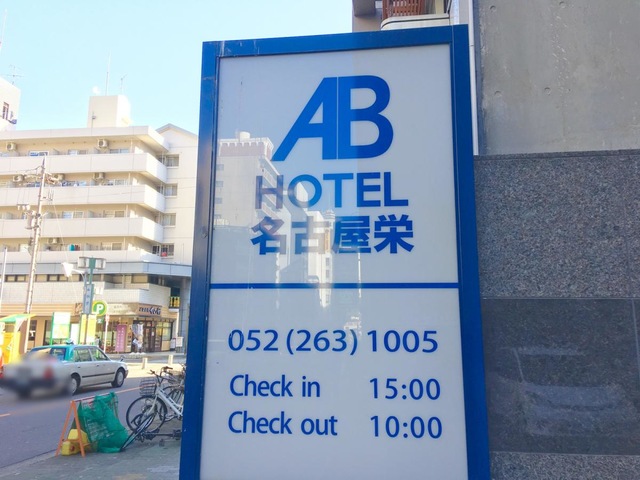 AB
HOTEL
名古屋栄
052 (263) 1005
Check in 15:00
Check out 10:00
P